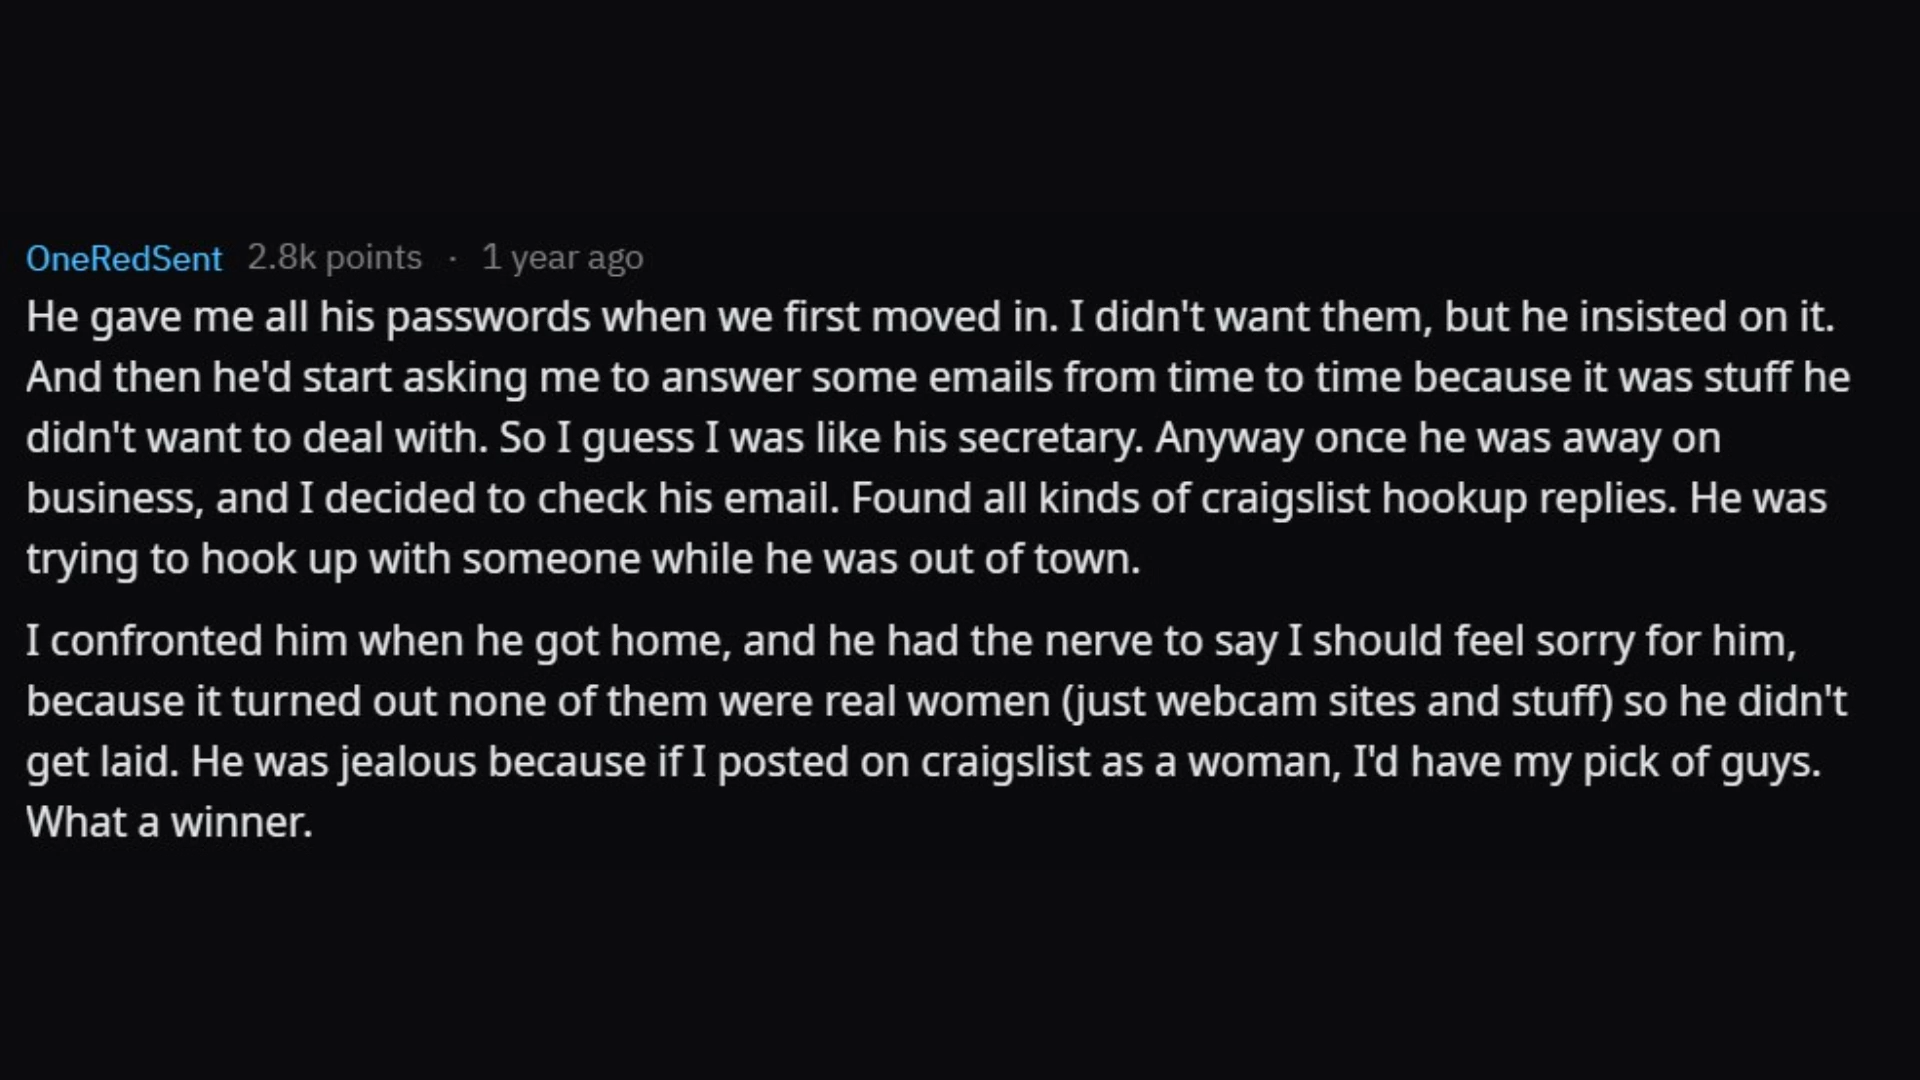 OneRedSent 2.8k points · 1 year ago
He gave me all his passwords when we first moved in. I didn't want them, but he insisted on it.
And then he'd start asking me to answer some emails from time to time because it was stuff he
didn't want to deal with. So I guess I was like his secretary. Anyway once he was away on
business, and I decided to check his email. Found all kinds of craigslist hookup replies. He was
trying to hook up with someone while he was out of town.
I confronted him when he got home, and he had the nerve to say I should feel sorry for him,
because it turned out none of them were real women (just webcam sites and stuff) so he didn't
get laid. He was jealous because if I posted on craigslist as a woman, I'd have my pick of guys.
What a winner.